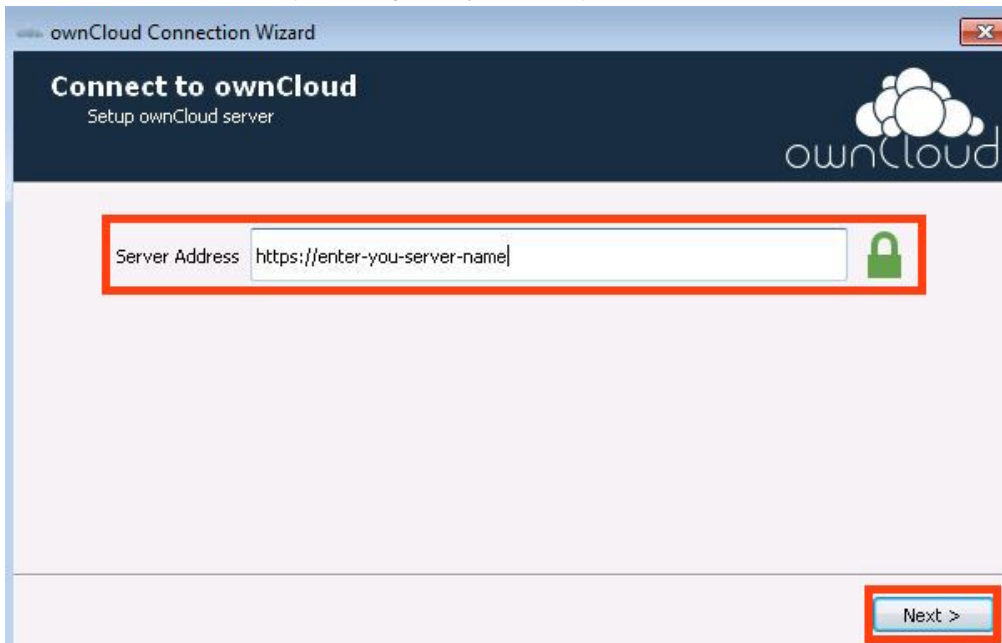 ownCloud Connection Wizard
Connect to ownCloud
Setup ownCloud server
ownCloud
Server Address https://enter-you-server-name
Next >